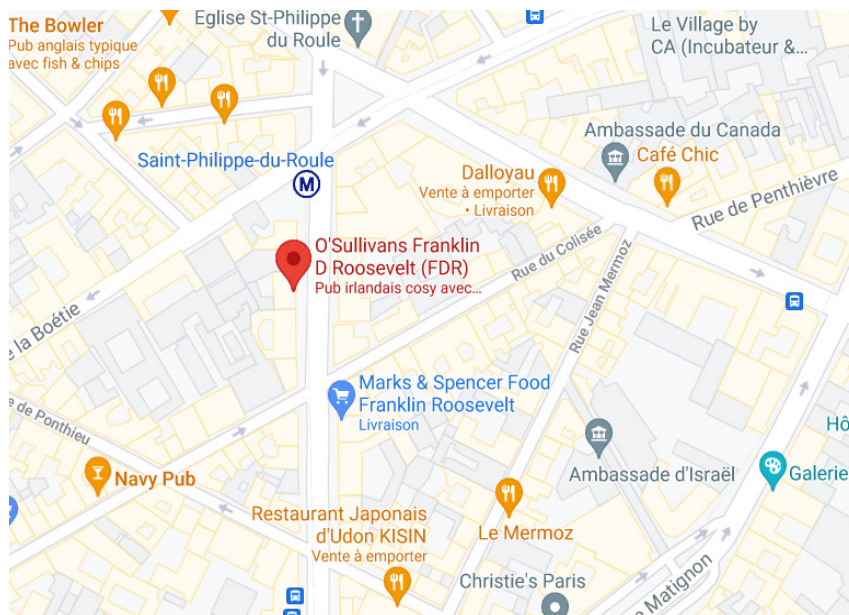 The Bowler
Pub anglais typique
avec fish & chips
Eglise St-Philippe
du Roule
Le Village by
CA (Incubateur &...
Saint-Philippe-du-Roule
M
Ambassade du Canada
Café Chic
Dalloyau
Vente à emporter
• Livraison
Rue de Penthièvre
O'Sullivans Franklin
D Roosevelt (FDR)
Pub irlandais cosy avec...
Rue du Colisée
Rue Jean Mermoz
e la Boétie
Marks & Spencer Food
Franklin Roosevelt
Livraison
e de Ponthieu
Hô
Navy Pub
Ambassade d'Israël
Galerie
Restaurant Japonais
d'Udon KISIN
Vente à emporter
Le Mermoz
Christie's Paris
e Matignon